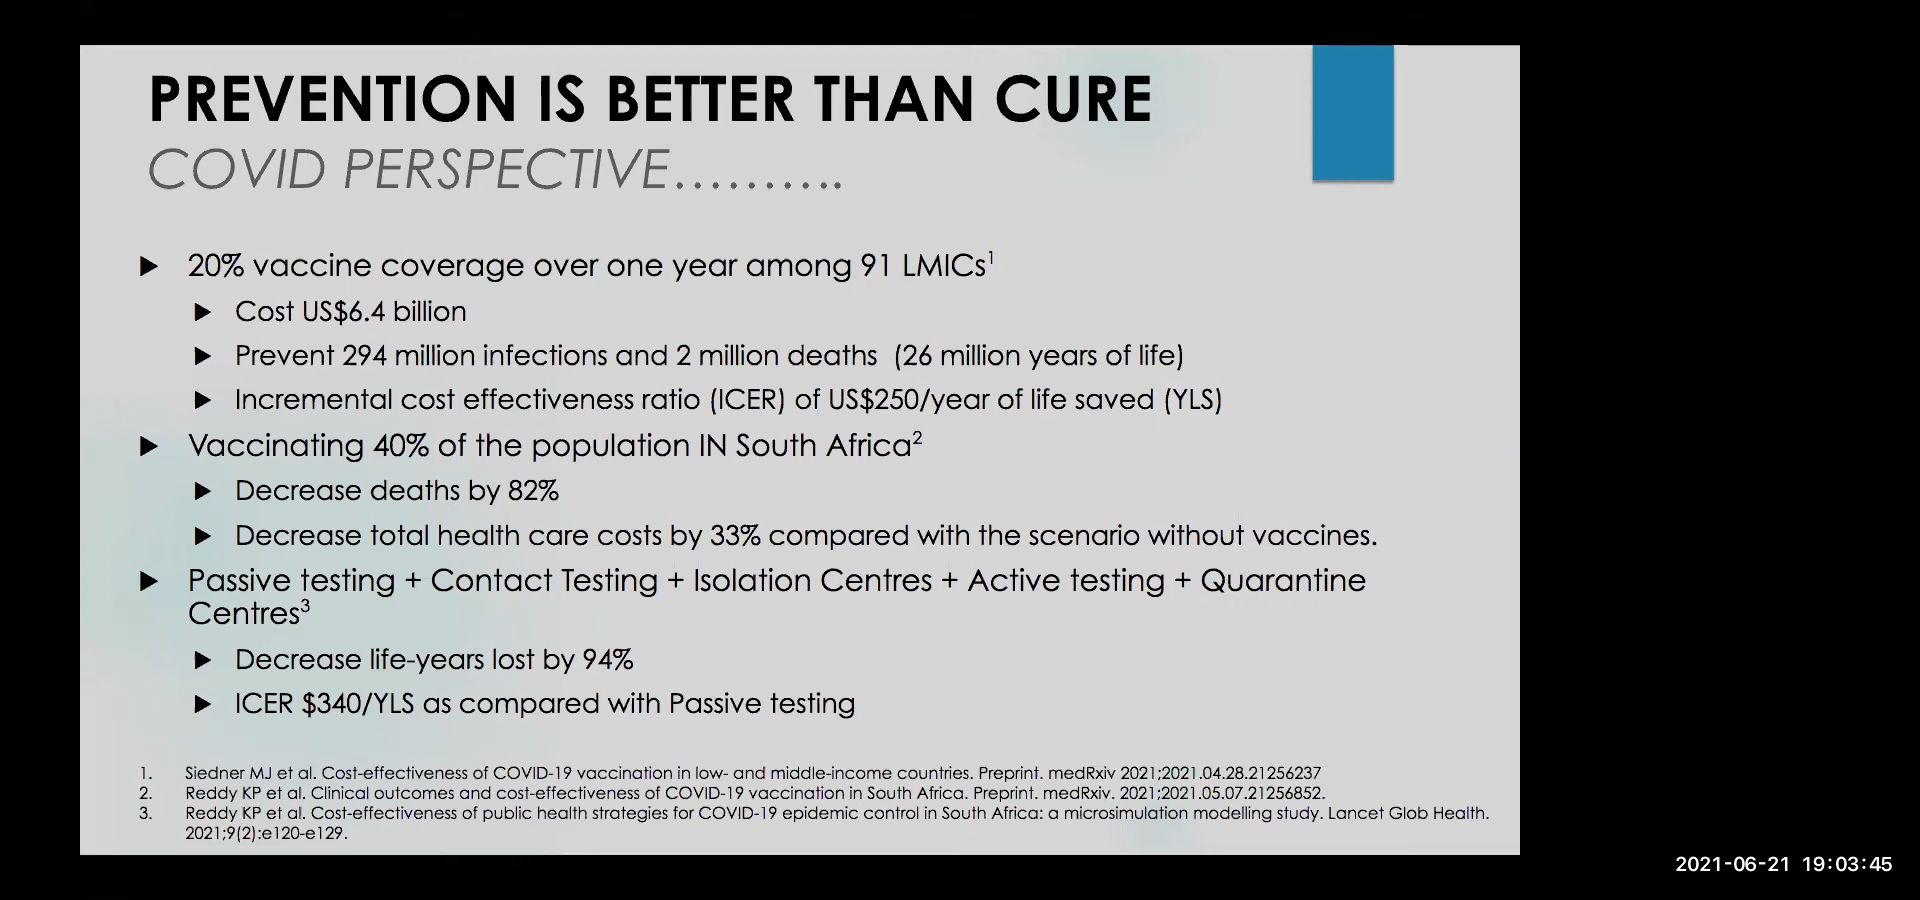 PREVENTION IS BETTER THAN CURE
COVID PERSPECTIVE..........
20% vaccine coverage over one year among 91 LMICs¹
Cost US$6.4 billion
Prevent 294 million infections and 2 million deaths (26 million years of life)
Incremental cost effectiveness ratio (ICER) of US$250/year of life saved (YLS)
Vaccinating 40% of the population IN South Africa²
Decrease deaths by 82%
Decrease total health care costs by 33% compared with the scenario without vaccines.
Passive testing + Contact Testing + Isolation Centres + Active testing + Quarantine
Centres³
Decrease life-years lost by 94%
ICER $340/YLS as compared with Passive testing
1. Siedner MJ et al. Cost-effectiveness of COVID-19 vaccination in low- and middle-income countries. Preprint. medRxiv 2021;2021.04.28.21256237
2. Reddy KP et al. Clinical outcomes and cost-effectiveness of COVID-19 vaccination in South Africa. Preprint. medRxiv. 2021;2021.05.07.21256852.
3. Reddy KP et al. Cost-effectiveness of public health strategies for COVID-19 epidemic control in South Africa: a microsimulation modelling study. Lancet Glob Health.
2021;9(2):e120-e129.
2021-06-21 19:03:45